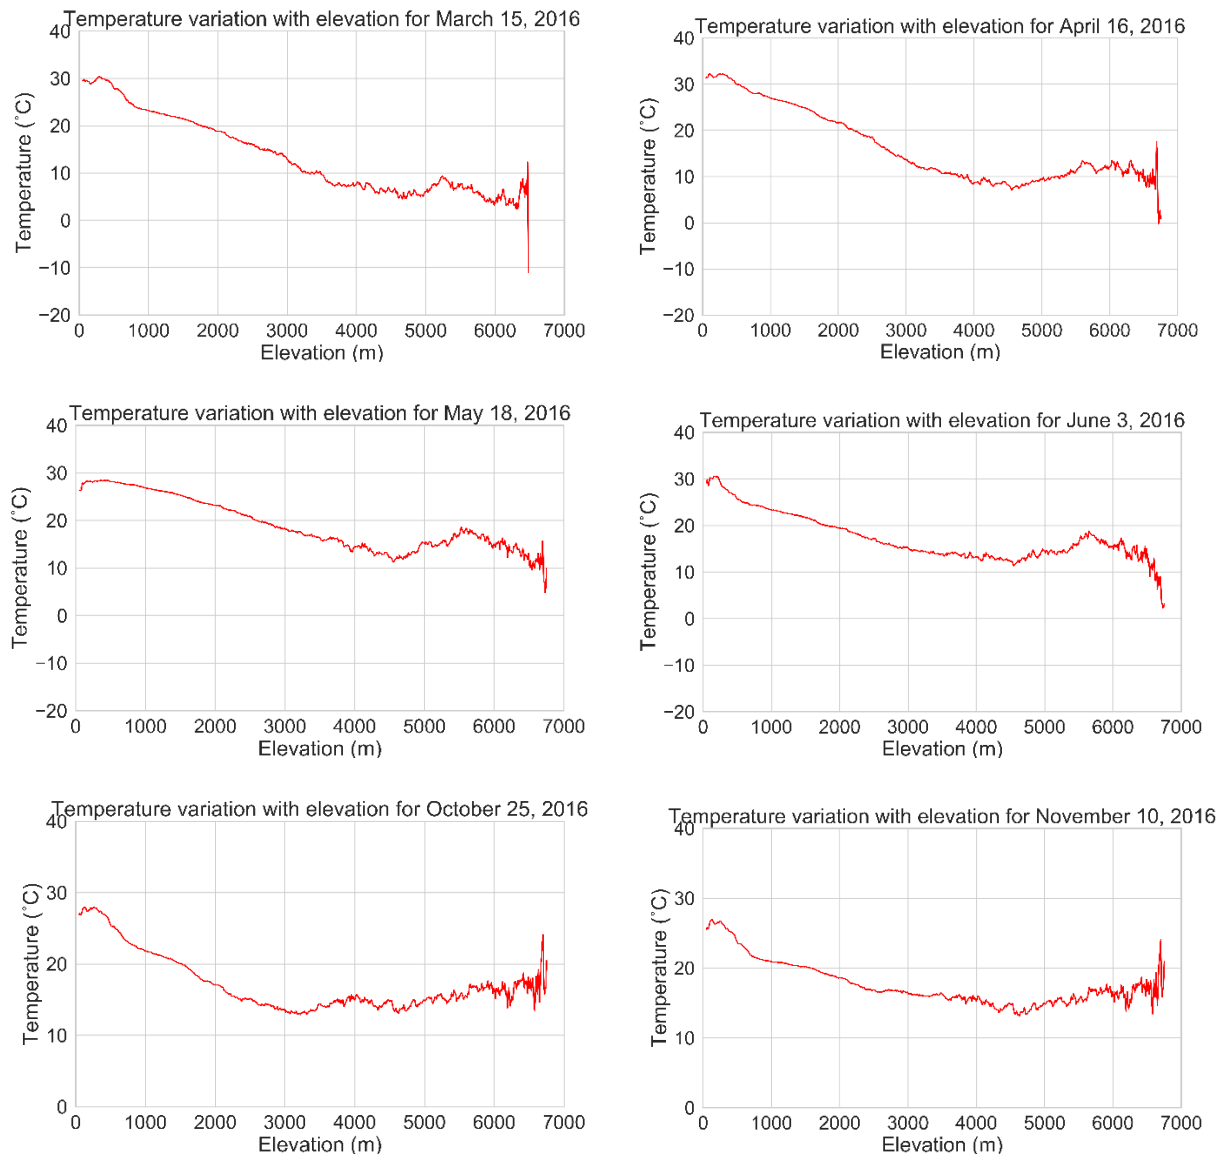 Temperature variation with elevation for March 15, 2016
40
30
20
10
0
−10
−20
Temperature (˚C)
0 1000 2000 3000 4000 5000 6000 7000
Elevation (m)
Temperature variation with elevation for April 16, 2016
40
30
20
10
0
−10
−20
Temperature (˚C)
0 1000 2000 3000 4000 5000 6000 7000
Elevation (m)
Temperature variation with elevation for May 18, 2016
40
30
20
10
0
−10
−20
Temperature (˚C)
0 1000 2000 3000 4000 5000 6000 7000
Elevation (m)
Temperature variation with elevation for June 3, 2016
40
30
20
10
0
−10
−20
Temperature (˚C)
0 1000 2000 3000 4000 5000 6000 7000
Elevation (m)
Temperature variation with elevation for October 25, 2016
40
30
20
10
0
Temperature (˚C)
0 1000 2000 3000 4000 5000 6000 7000
Elevation (m)
Temperature variation with elevation for November 10, 2016
40
30
20
10
0
Temperature (˚C)
0 1000 2000 3000 4000 5000 6000 7000
Elevation (m)